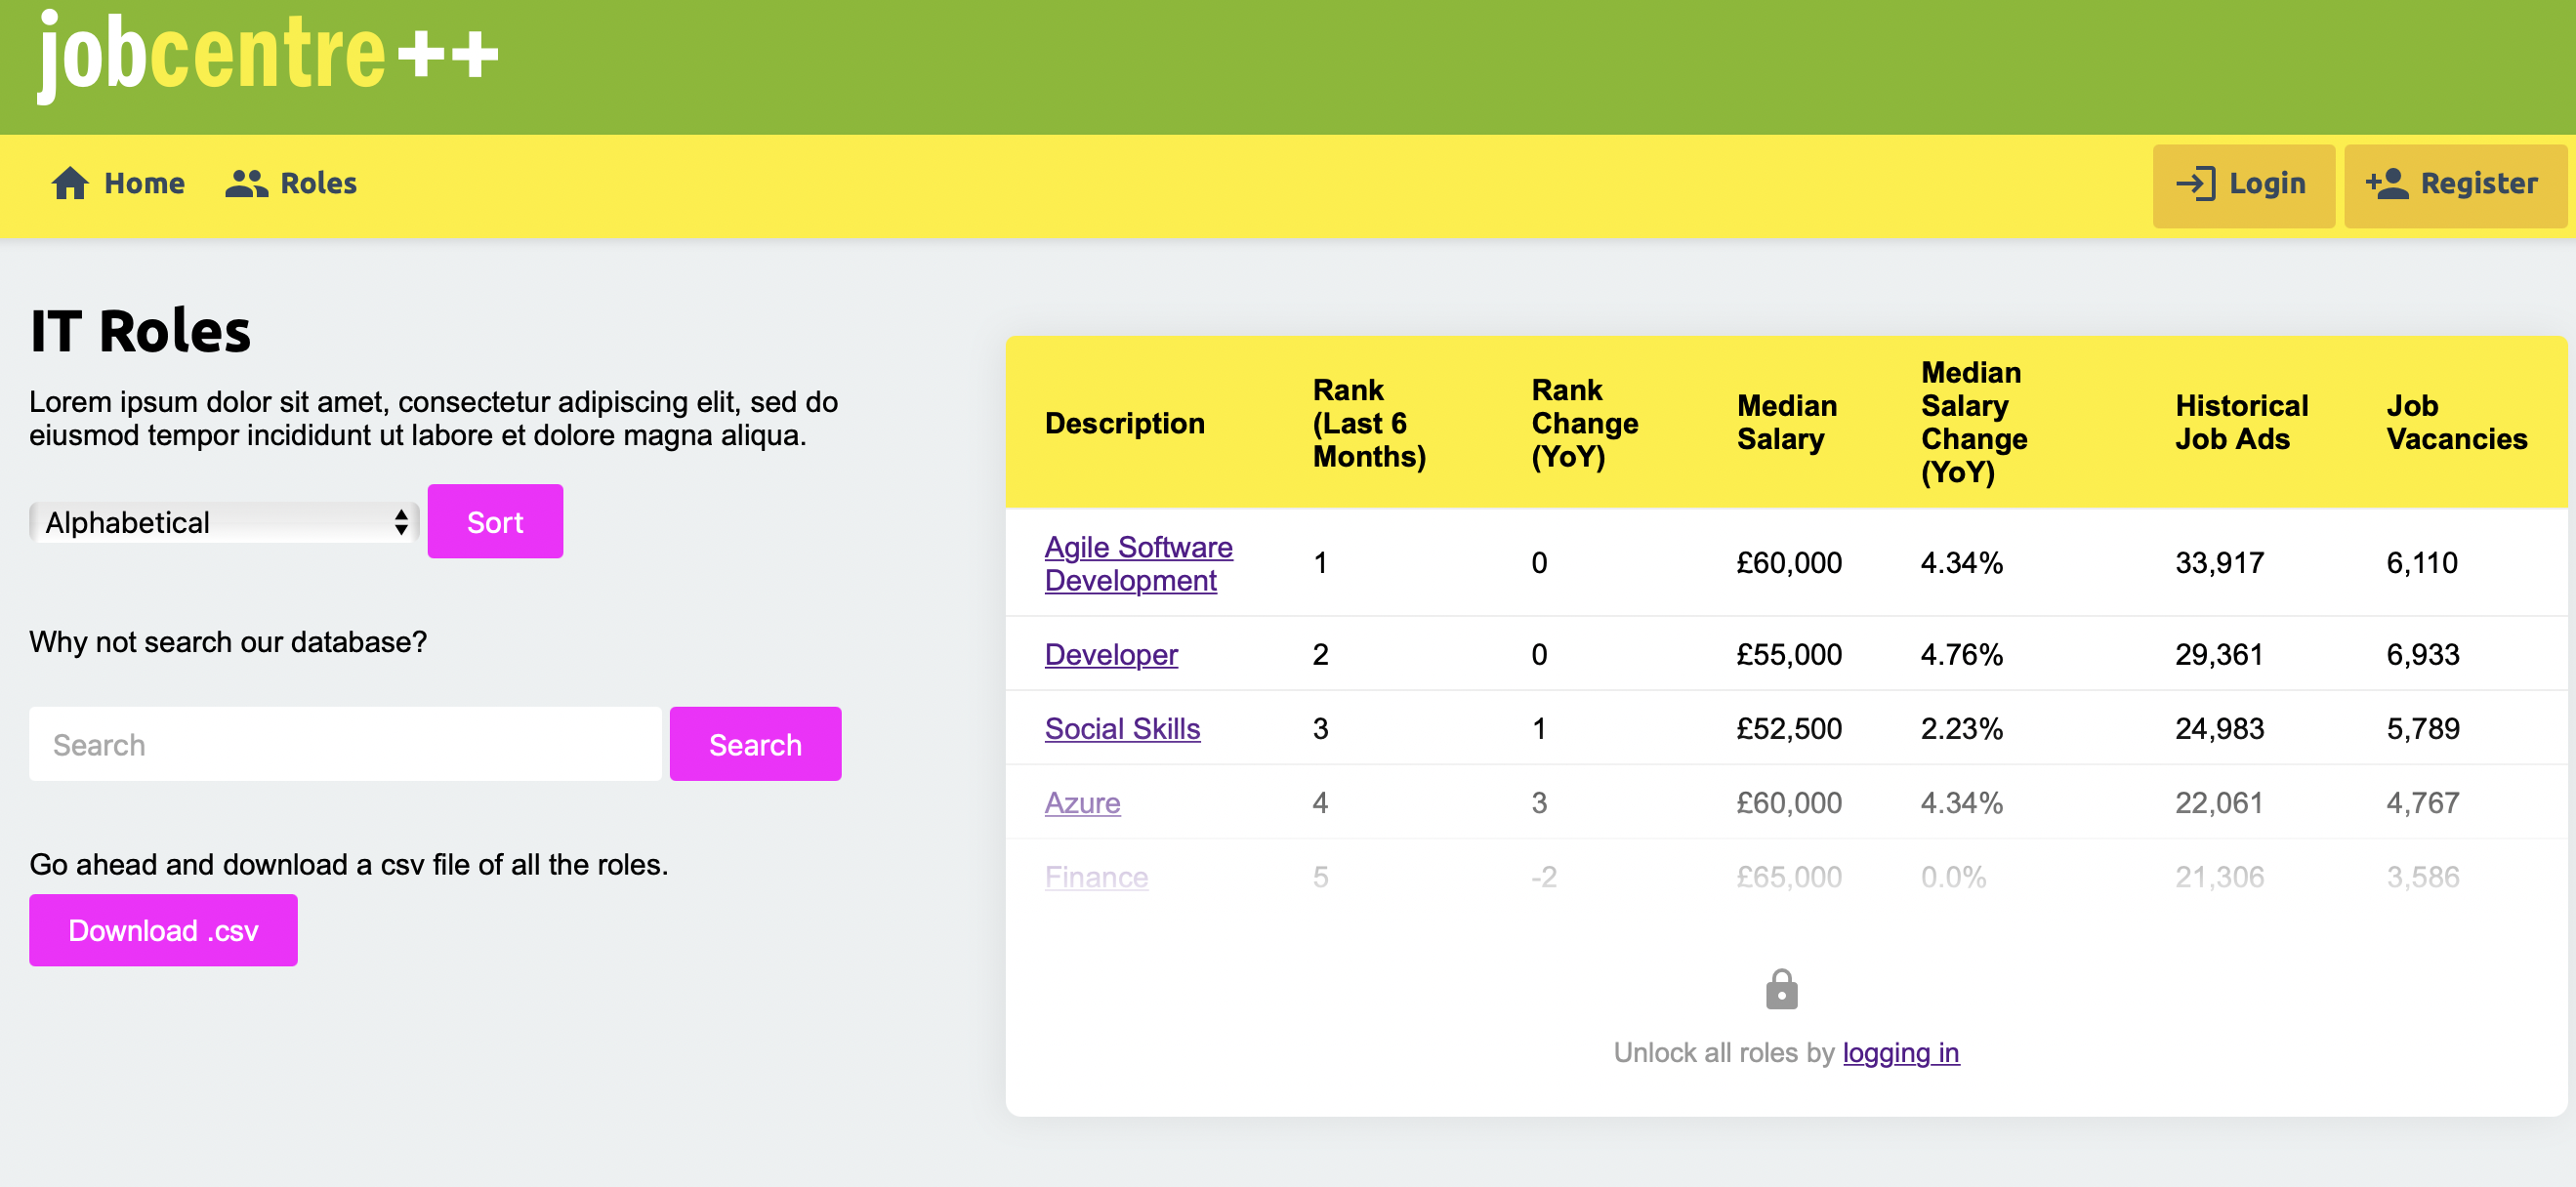 jobcentre++
Home Roles Login Register
IT Roles
Lorem ipsum dolor sit amet, consectetur adipiscing elit, sed do
eiusmod tempor incididunt ut labore et dolore magna aliqua.
Alphabetical Sort
Why not search our database?
Search Search
Go ahead and download a csv file of all the roles.
Download .csv
Description
Rank
(Last 6
Months)
Rank
Change
(YoY)
Median
Salary
Median
Salary
Change
(YoY)
Historical
Job Ads
Job
Vacancies
Agile Software
Development
1 0 £60,000 4.34% 33,917 6,110
Developer 2 0 £55,000 4.76% 29,361 6,933
Social Skills 3 1 £52,500 2.23% 24,983 5,789
Azure 4 3 £60,000 4.34% 22,061 4,767
Finance 5 -2 £65,000 0.0% 21,306 3,586
Unlock all roles by logging in